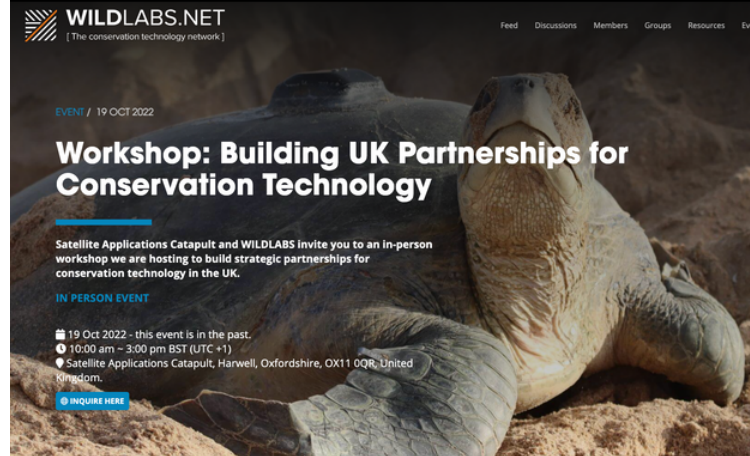 WILDLABS.NET
[ The conservation technology network ]
Feed Discussions Members Groups Resources
EVENT / 19 OCT 2022
Workshop: Building UK Partnerships for
Conservation Technology
Satellite Applications Catapult and WILDLABS invite you to an in-person
workshop we are hosting to build strategic partnerships for
conservation technology in the UK.
IN PERSON EVENT
19 Oct 2022 - this event is in the past.
10:00 am ~ 3:00 pm BST (UTC +1)
Satellite Applications Catapult, Harwell, Oxfordshire, OX11 0QR, United
Kingdom.
INQUIRE HERE